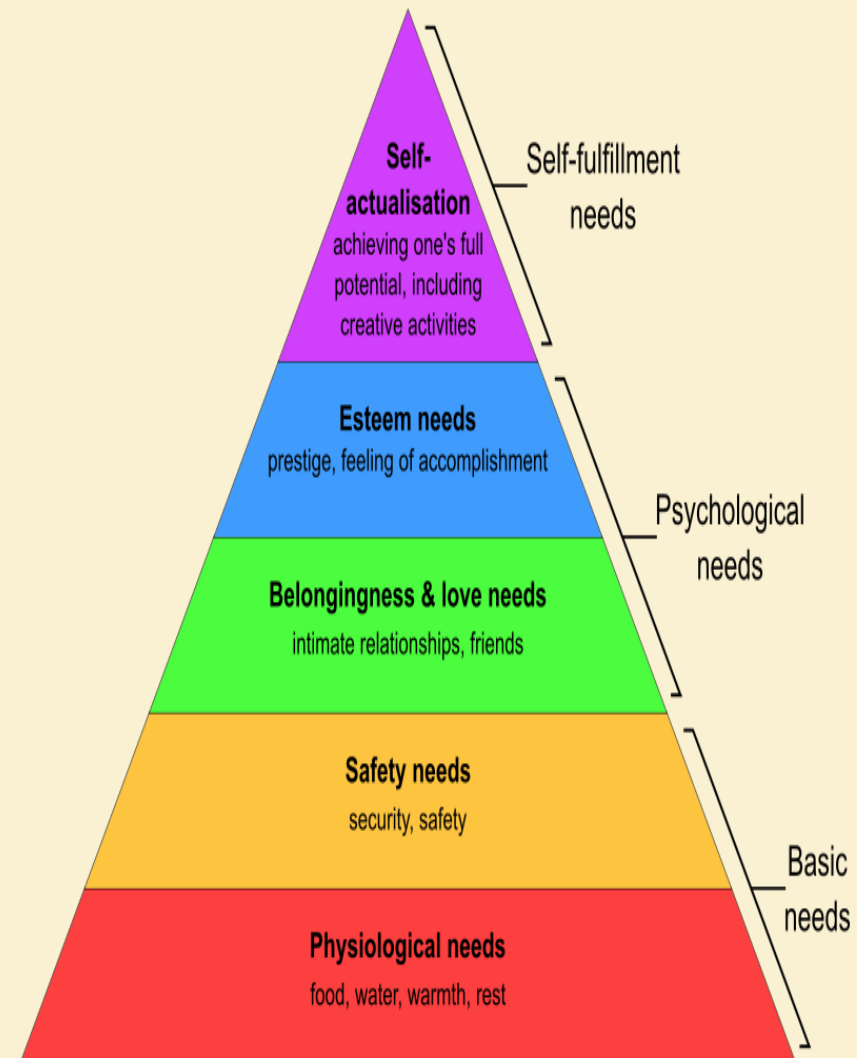 Self-
actualisation
achieving one's full
potential, including
creative activities
Self-fulfillment
needs
Esteem needs
prestige, feeling of accomplishment
Psychological
needs
Belongingness & love needs
intimate relationships, friends
Safety needs
security, safety
Basic
needs
Physiological needs
food, water, warmth, rest